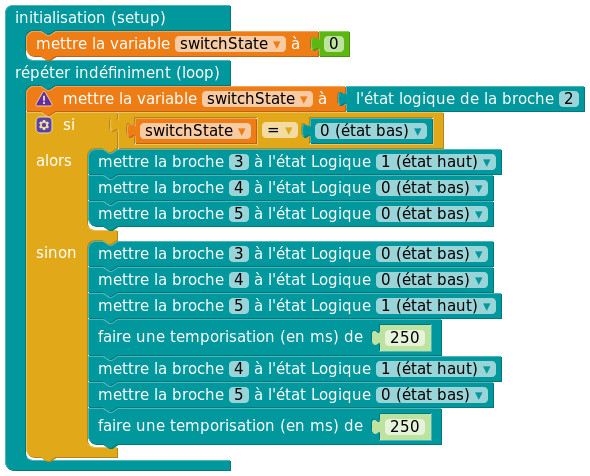 initialisation (setup)
mettre la variable switchState à 0
répéter indéfiniment (loop)
mettre la variable switchState à l'état logique de la broche 2
si switchState = 0 (état bas)
alors mettre la broche 3 à l'état Logique 1 (état haut)
mettre la broche 4 à l'état Logique 0 (état bas)
mettre la broche 5 à l'état Logique 0 (état bas)
sinon mettre la broche 3 à l'état Logique 0 (état bas)
mettre la broche 4 à l'état Logique 0 (état bas)
mettre la broche 5 à l'état Logique 1 (état haut)
faire une temporisation (en ms) de 250
mettre la broche 4 à l'état Logique 1 (état haut)
mettre la broche 5 à l'état Logique 0 (état bas)
faire une temporisation (en ms) de 250